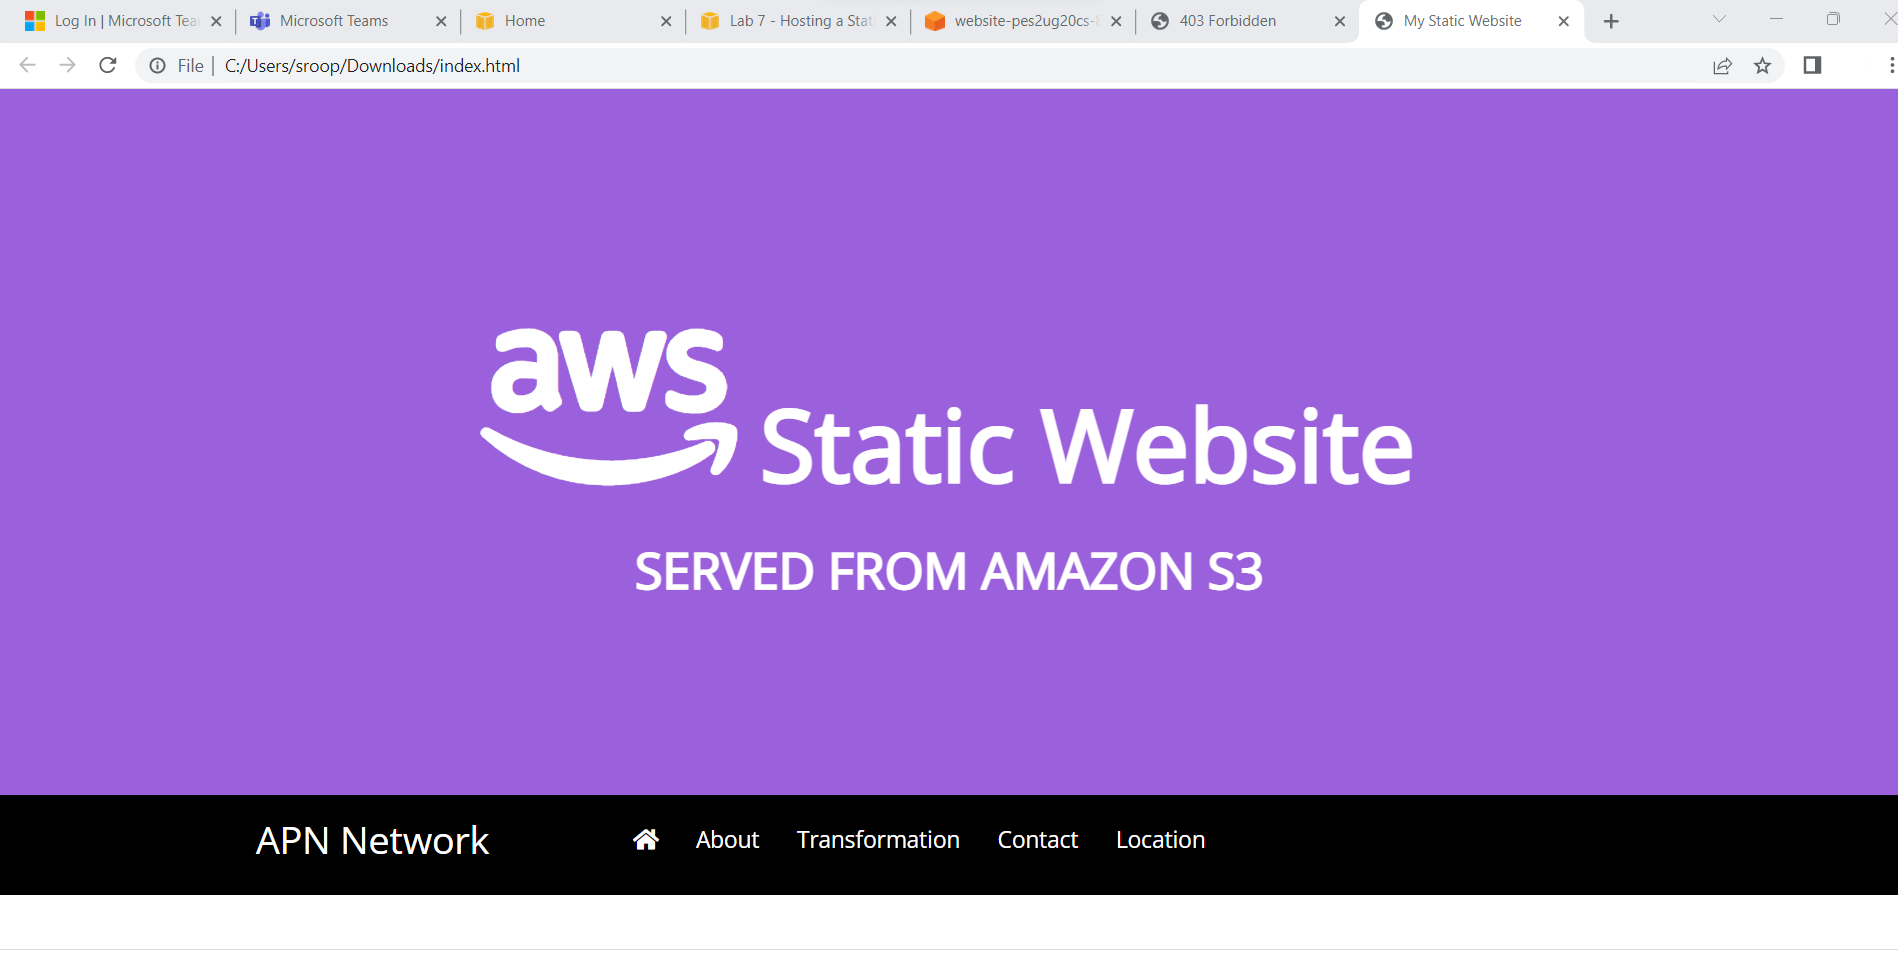 Log In | Microsoft Tea
Microsoft Teams
Home
Lab 7 - Hosting a Stat
website-pes2ug20cs-
403 Forbidden
My Static Website
File | C:/Users/sroop/Downloads/index.html
aws Static Website
SERVED FROM AMAZON S3
APN Network
About
Transformation
Contact
Location